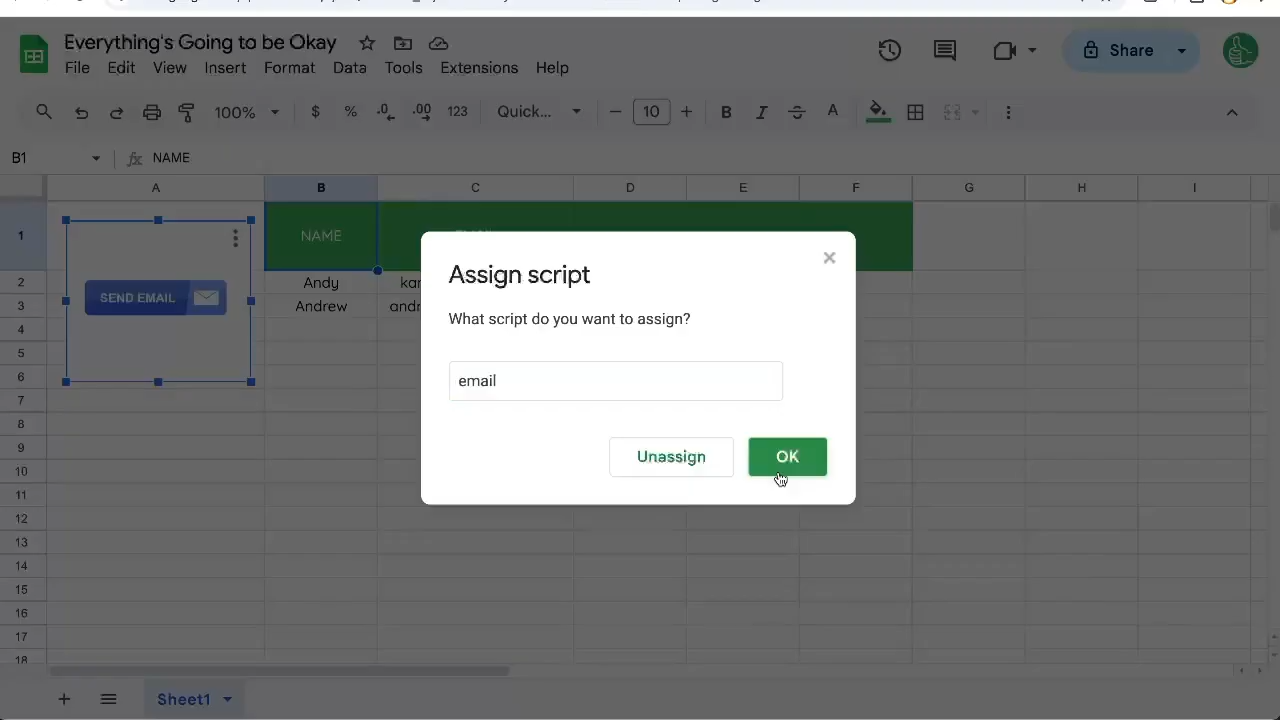 Everything's Going to be Okay
File Edit View Insert Format Data Tools Extensions Help
Share
100% $ % .0 .00 123 Quick... 10 B I A
B1 fx NAME
A B C D E F G H I
1 NAME
2 Andy kar
3 Andrew andr
4
5
6
7
8
9
10
11
12
13
14
15
16
17
18
SEND EMAIL
Assign script
What script do you want to assign?
email
Unassign OK
Sheet1